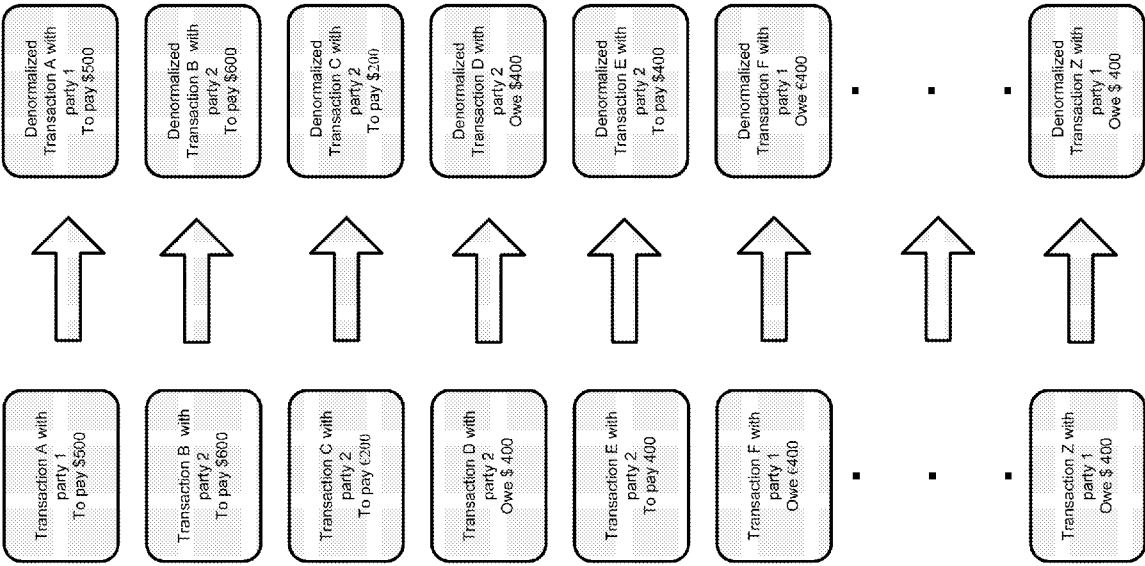 Denormalized
Transaction A with
party 1
To pay $500
Denormalized
Transaction B with
party 2
To pay $600
Denormalized
Transaction C with
party 2
To pay $200
Denormalized
Transaction D with
party 2
Owe $400
Denormalized
Transaction E with
party 2
To pay $400
Denormalized
Transaction F with
party 1
Owe €400
Denormalized
Transaction Z with
party 1
Owe $ 400
Transaction A with
party 1
To pay $500
Transaction B with
party 2
To pay $600
Transaction C with
party 2
To pay €200
Transaction D with
party 2
Owe $ 400
Transaction E with
party 2
To pay 400
Transaction F with
party 1
Owe €400
Transaction Z with
party 1
Owe $ 400